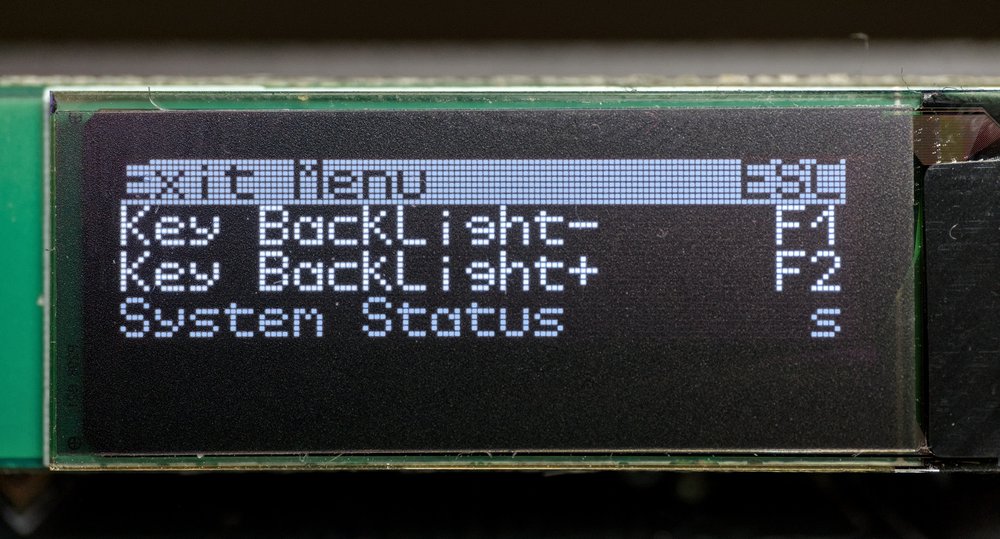 Exit Menu ESC
Key BackLight- F1
Key BackLight+ F2
System Status s